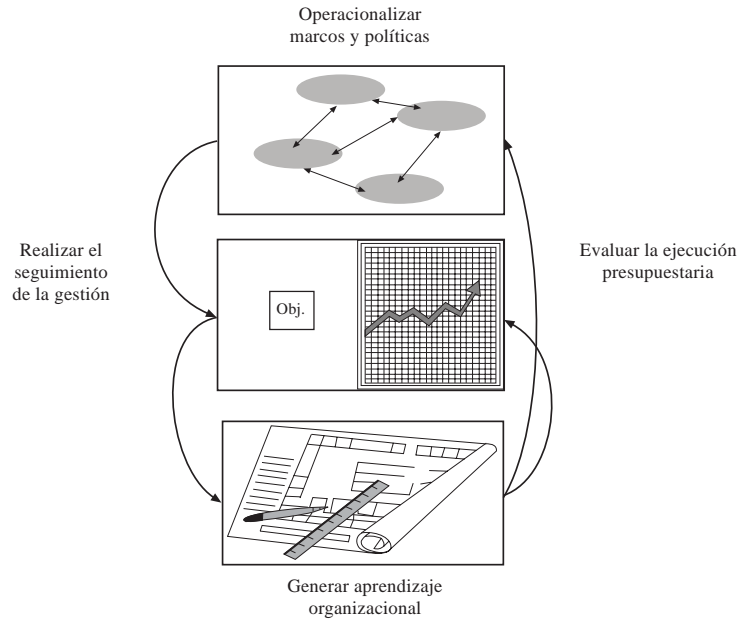 Operacionalizar
marcos y políticas
Realizar el
seguimiento
de la gestión
Obj.
Evaluar la ejecución
presupuestaria
Generar aprendizaje
organizacional